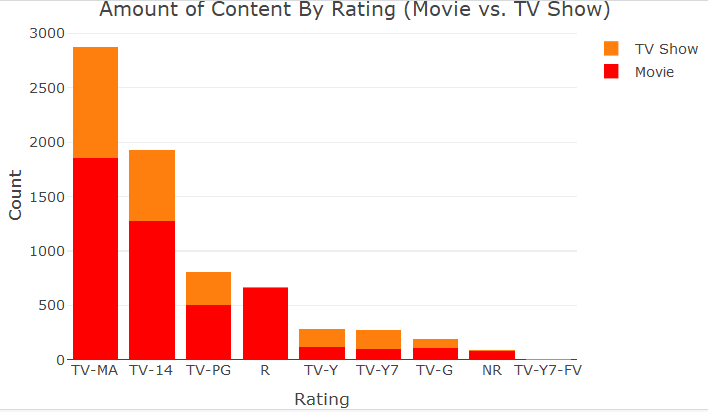 Amount of Content By Rating (Movie vs. TV Show)
TV Show
Movie
3000
2500
2000
1500
1000
500
0
Count
TV-MA TV-14 TV-PG R TV-Y TV-Y7 TV-G NR TV-Y7-FV
Rating